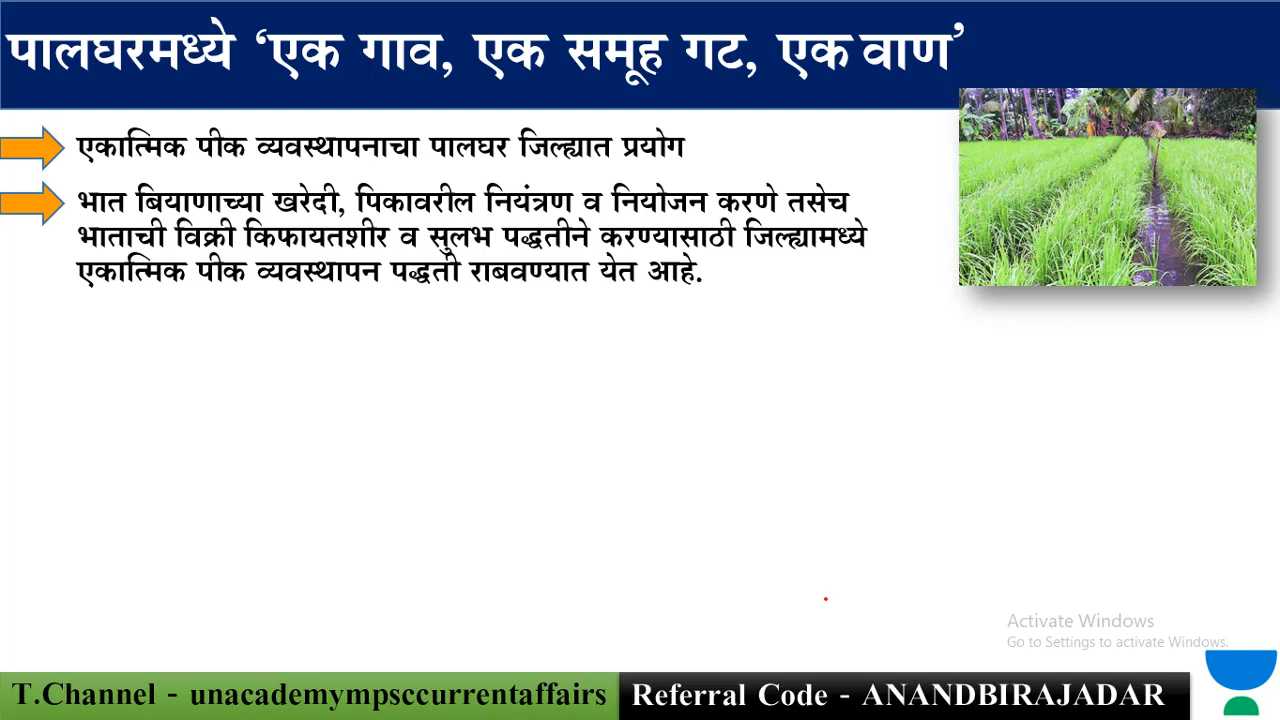 पालघरमध्ये ‘एक गाव, एक समूह गट, एक वाण’
एकात्मिक पीक व्यवस्थापनाचा पालघर जिल्ह्यात प्रयोग
भात बियाणाच्या खरेदी, पिकावरील नियंत्रण व नियोजन करणे तसेच
भाताची विक्री किफायतशीर व सुलभ पद्धतीने करण्यासाठी जिल्ह्यामध्ये
एकात्मिक पीक व्यवस्थापन पद्धती राबवण्यात येत आहे.
Activate Windows
Go to Settings to activate Windows.
T.Channel - unacademympsccurrentaffairs
Referral Code - ANANDBIRAJADAR